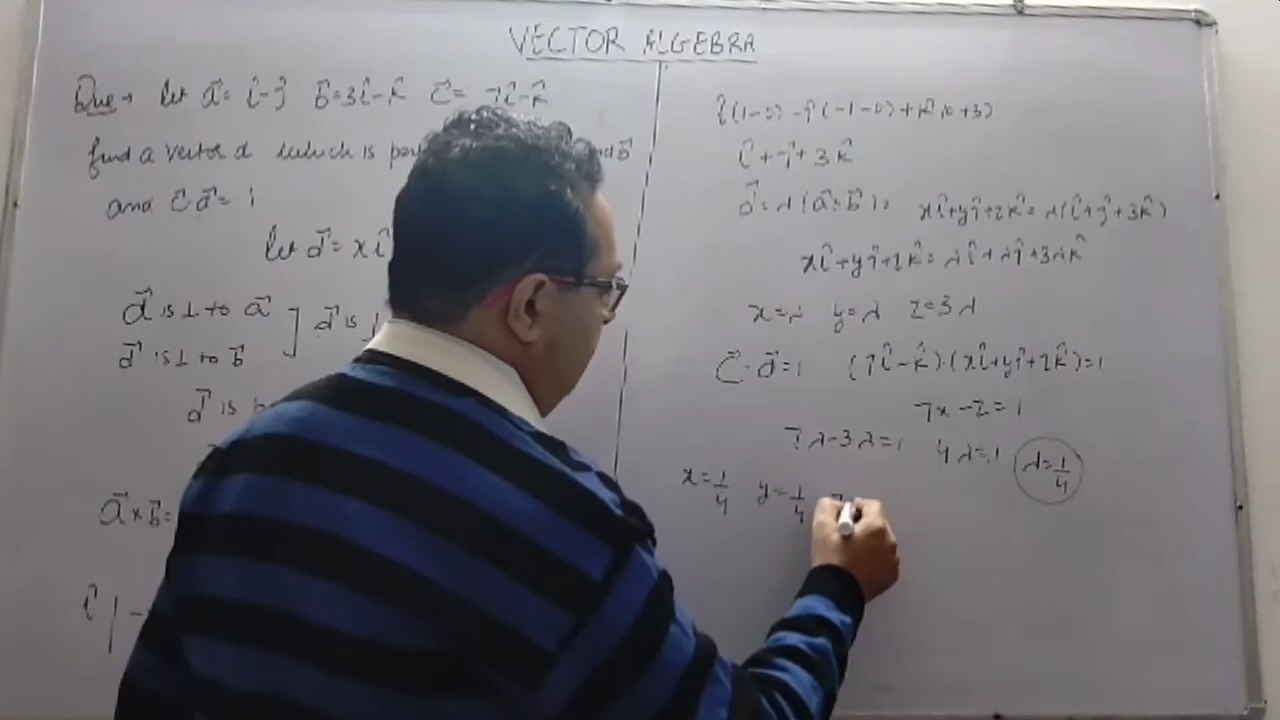 VECTOR ALGEBRA
Que → let a⃗ = î-ĵ b⃗=3î-k̂ c⃗= 7î-k̂
find a vector d which is per nd b⃗
and c⃗.d⃗ = 1
let d⃗ = xî
d⃗ is ⊥ to a⃗ ] d⃗ is ⊥
d⃗ is ⊥ to b⃗
d⃗ is
a⃗ × b⃗ =
î | -
î(1-0) -ĵ(-1-0)+k̂(0+3)
î+ĵ+3k̂
d⃗=λ(a⃗×b⃗)= xî+yĵ+zk̂=λ(î+ĵ+3k̂)
xî+yĵ+zk̂=λî+λĵ+3λk̂
x=λ y=λ z=3λ
c⃗.d⃗=1 (7î-k̂).(xî+yĵ+zk̂)=1
7x-z=1
7λ-3λ=1 4λ=1 λ=1/4
x=1/4 y=1/4